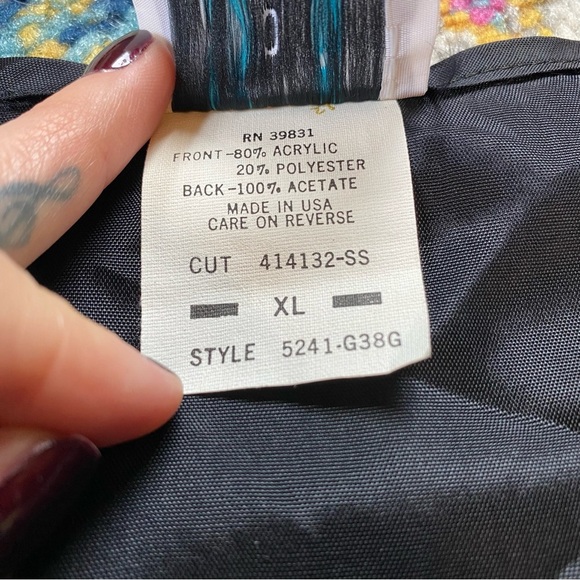 RN 39831
FRONT-80% ACRYLIC
20% POLYESTER
BACK-100% ACETATE
MADE IN USA
CARE ON REVERSE
CUT 414132-SS
XL
STYLE 5241-G38G